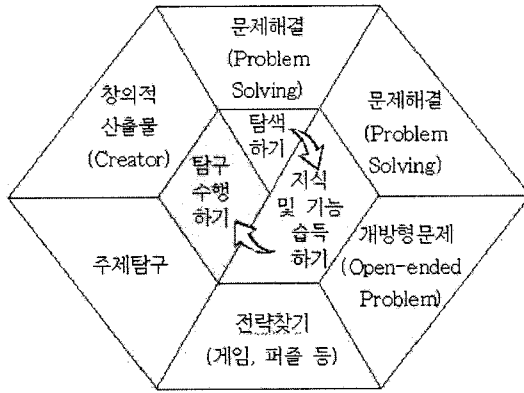 문제해결
(Problem
Solving)
창의적
산출물
(Creator)
문제해결
(Problem
Solving)
탐색
하기
탐구
수행
하기
지식
및 기능
습득
하기
주제탐구
개방형문제
(Open-ended
Problem)
전략찾기
(게임, 퍼즐 등)